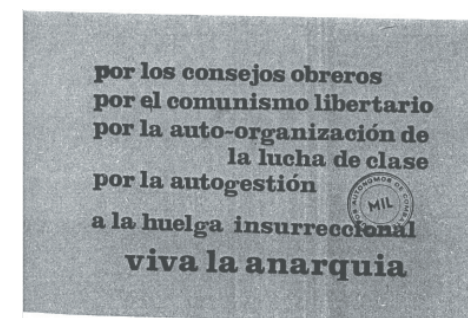 por los consejos obreros
por el comunismo libertario
por la auto-organización de
la lucha de clase
por la autogestión
MIL
a la huelga insurreccional
viva la anarquia